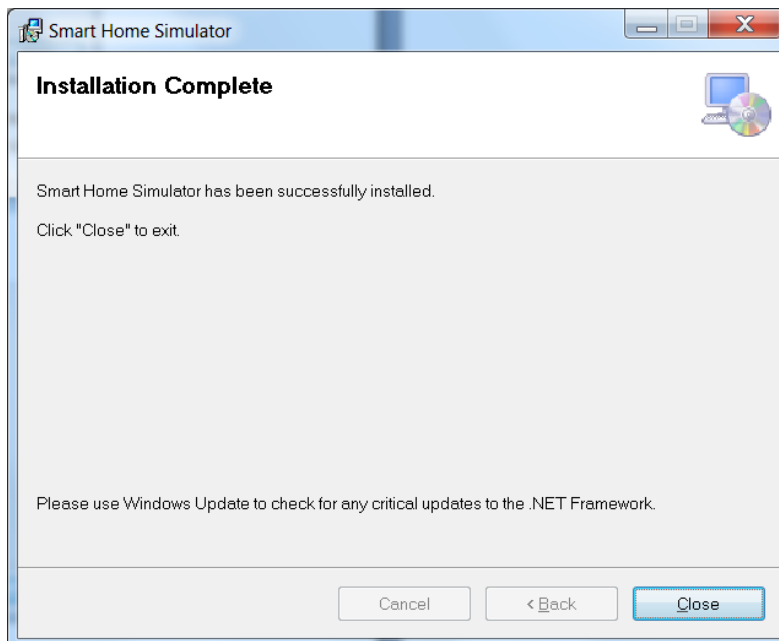 Smart Home Simulator
Installation Complete
Smart Home Simulator has been successfully installed.
Click "Close" to exit.
Please use Windows Update to check for any critical updates to the .NET Framework.
Cancel
< Back
Close